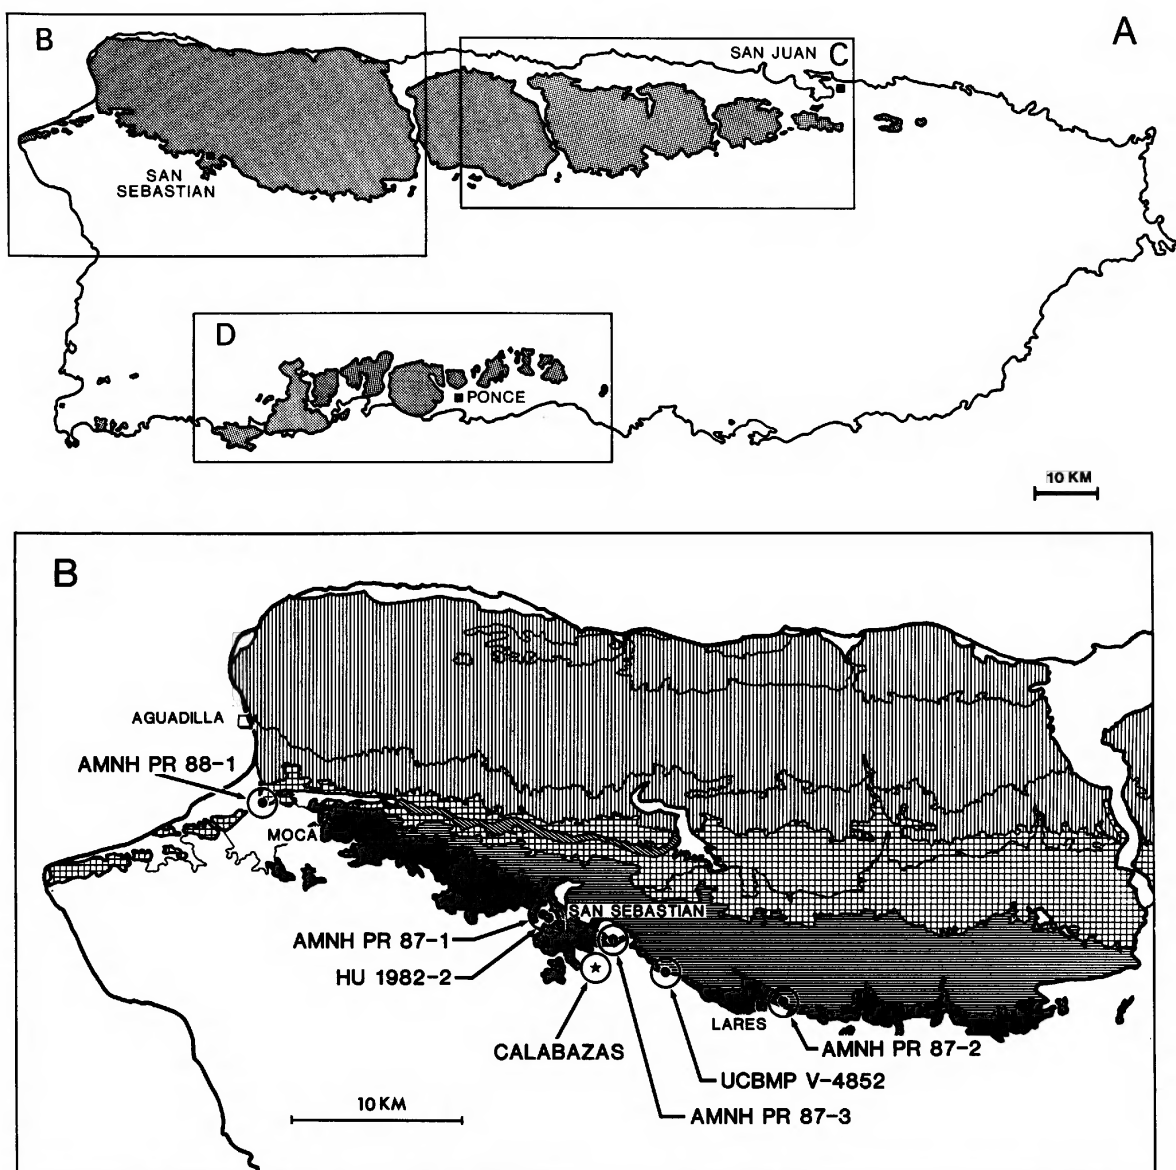 B
A
SAN JUAN
C
SAN
SEBASTIAN
D
PONCE
10 KM
B
AGUADILLA
AMNH PR 88-1
MOCA
SAN SEBASTIAN
AMNH PR 87-1
HU 1982-2
LARES
CALABAZAS
AMNH PR 87-2
UCBMP V-4852
10 KM
AMNH PR 87-3